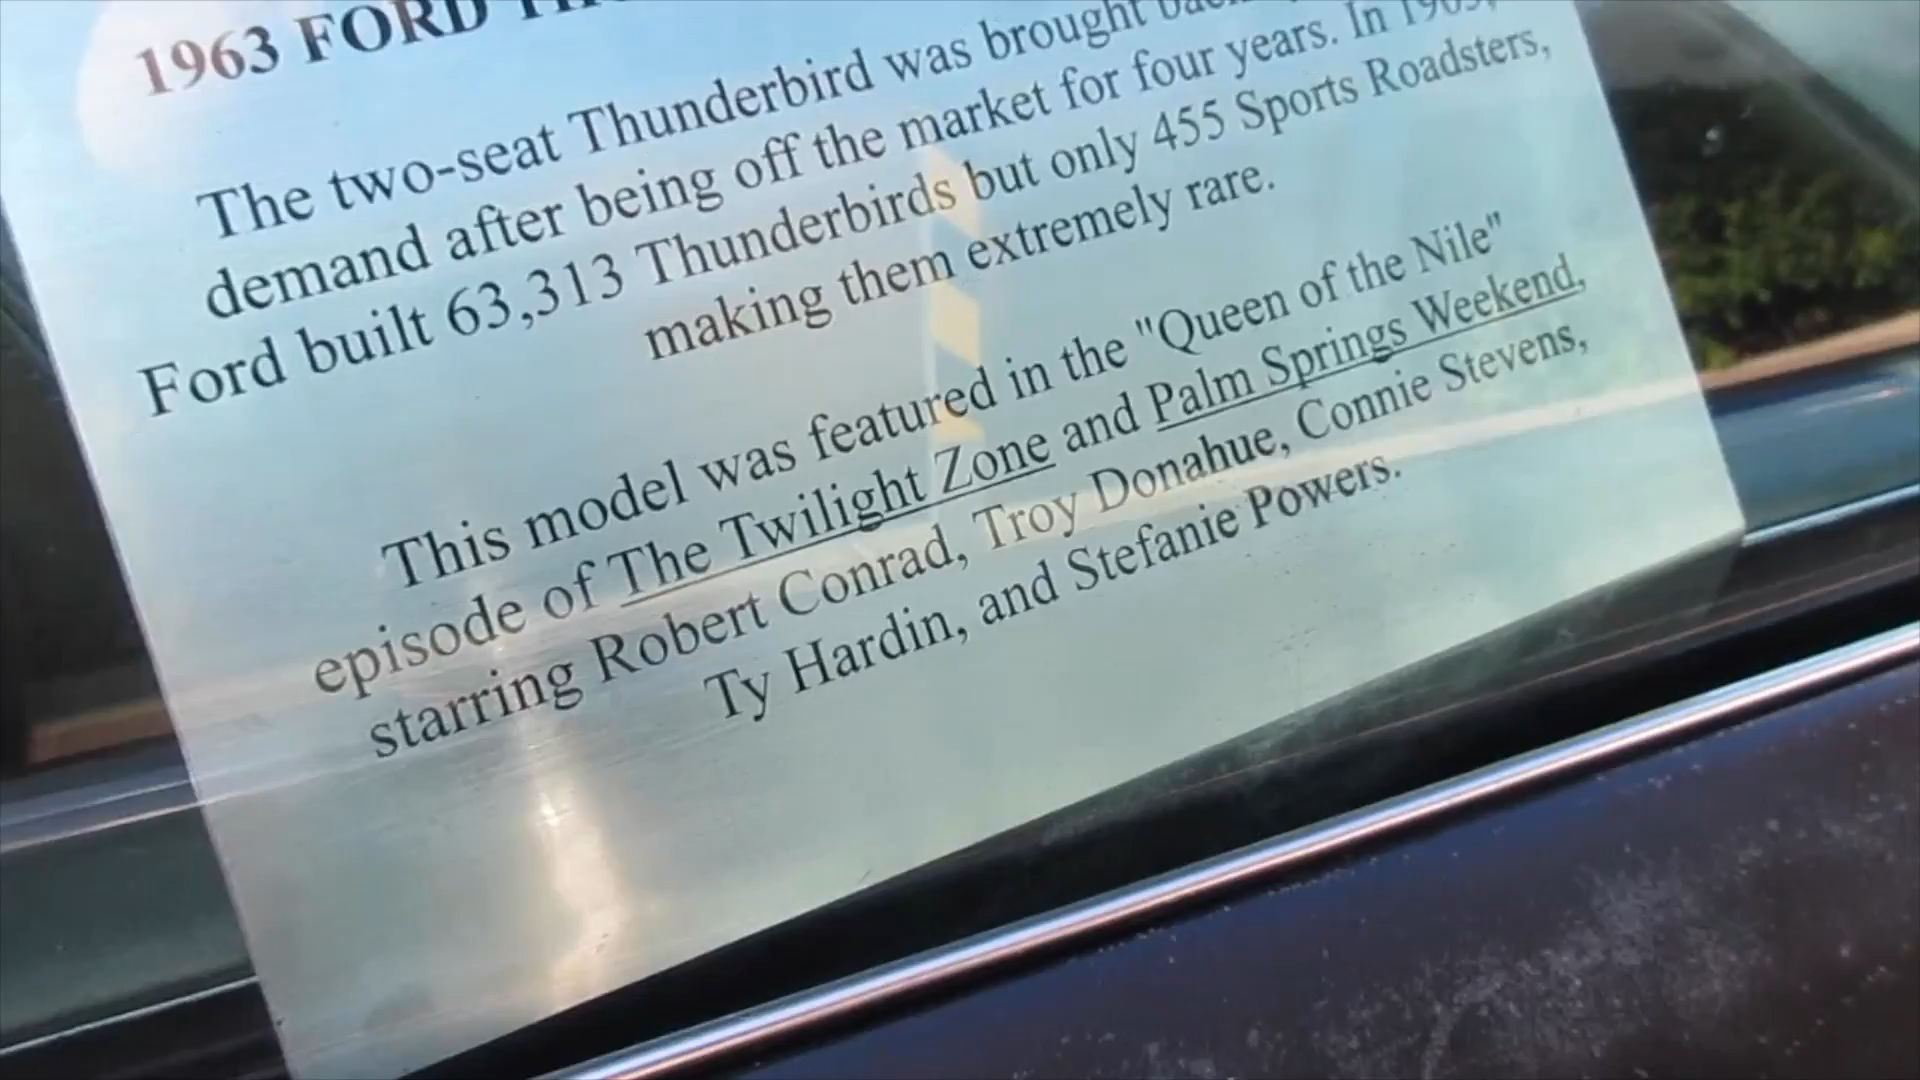 1963 FORD
The two-seat Thunderbird was brought
demand after being off the market for four years. In 1963,
Ford built 63,313 Thunderbirds but only 455 Sports Roadsters,
making them extremely rare.
This model was featured in the "Queen of the Nile"
episode of The Twilight Zone and Palm Springs Weekend,
starring Robert Conrad, Troy Donahue, Connie Stevens,
Ty Hardin, and Stefanie Powers.